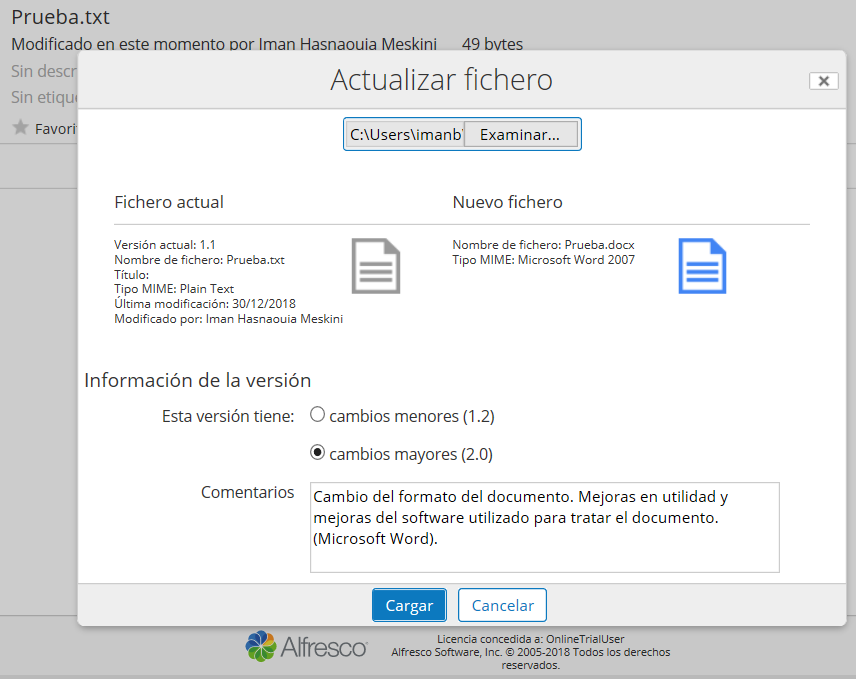 Prueba.txt
Modificado en este momento por Iman Hasnaouia Meskini 49 bytes
Sin descr
Sin etique
Favori
Actualizar fichero
C:\Users\imanb\ Examinar...
Fichero actual
Versión actual: 1.1
Nombre de fichero: Prueba.txt
Título:
Tipo MIME: Plain Text
Última modificación: 30/12/2018
Modificado por: Iman Hasnaouia Meskini
Nuevo fichero
Nombre de fichero: Prueba.docx
Tipo MIME: Microsoft Word 2007
Información de la versión
Esta versión tiene: cambios menores (1.2)
cambios mayores (2.0)
Comentarios
Cambio del formato del documento. Mejoras en utilidad y
mejoras del software utilizado para tratar el documento.
(Microsoft Word).
Cargar Cancelar
Alfresco
Licencia concedida a: OnlineTrialUser
Alfresco Software, Inc. © 2005-2018 Todos los derechos
reservados.